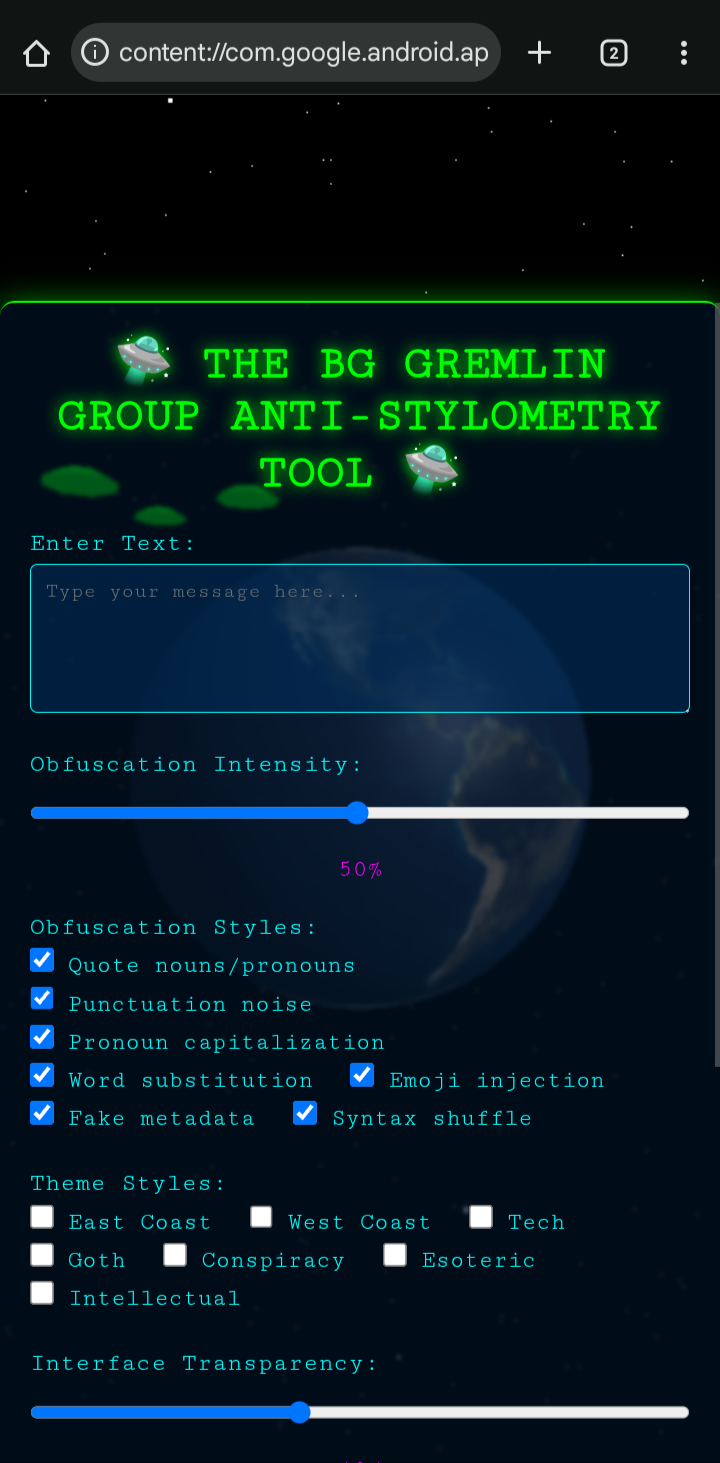 content://com.google.android.ap
2
THE BG GREMLIN
GROUP ANTI-STYLOMETRY
TOOL
Enter Text:
Type your message here...
Obfuscation Intensity:
50%
Obfuscation Styles:
Quote nouns/pronouns
Punctuation noise
Pronoun capitalization
Word substitution Emoji injection
Fake metadata Syntax shuffle
Theme Styles:
East Coast West Coast Tech
Goth Conspiracy Esoteric
Intellectual
Interface Transparency: